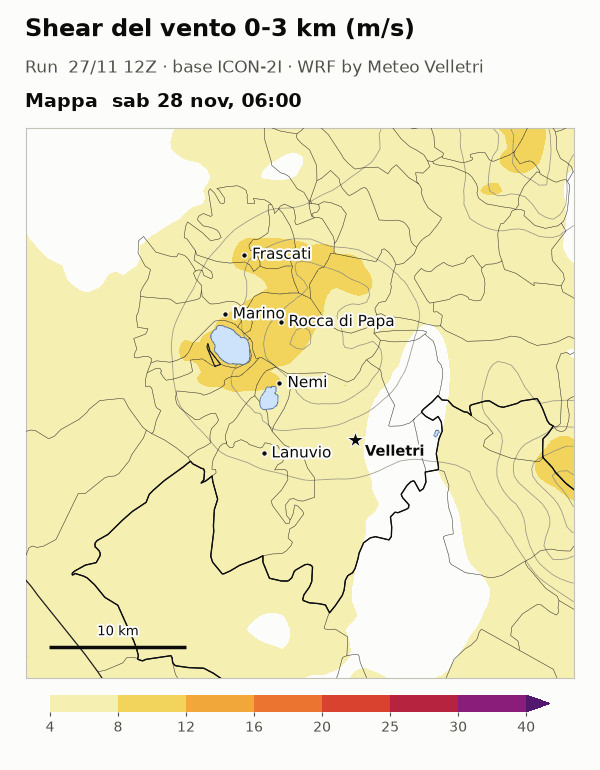 Shear del vento 0-3 km (m/s)
Run  27/11 12Z · base ICON-2I · WRF by Meteo Velletri
Mappa  sab 28 nov, 06:00
Frascati
Marino
Rocca di Papa
Nemi
Velletri
Lanuvio
10 km
4 8 12 16 20 25 30 40